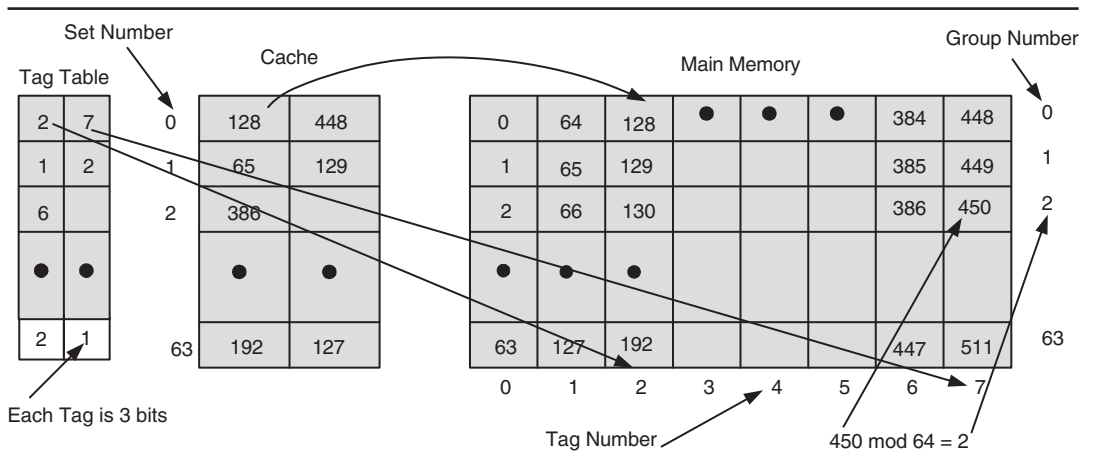 Set Number
Cache
Main Memory
Group Number
Tag Table
2 7 0 128 448 0 64 128 384 448 0
1 2 1 65 129 1 65 129 385 449 1
6 2 386 2 66 130 386 450 2
2 1 63 192 127 63 127 192 447 511 63
0 1 2 3 4 5 6 7
Each Tag is 3 bits
Tag Number
450 mod 64 = 2